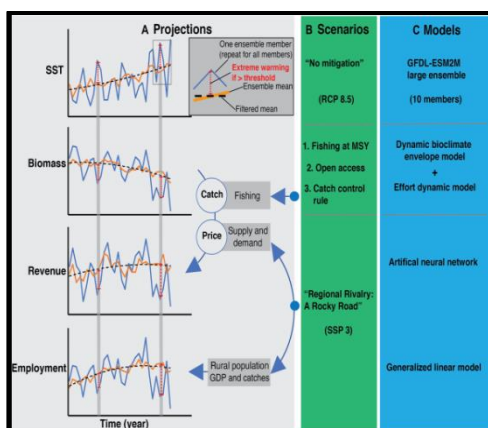 A Projections
B Scenarios
C Models
SST
One ensemble member
(repeat for all members)
Extreme warming
if > threshold
Ensemble mean
Filtered mean
"No mitigation"
(RCP 8.5)
GFDL-ESM2M
large ensemble
(10 members)
Biomass
Catch
Fishing
1. Fishing at MSY
2. Open access
3. Catch control
rule
Dynamic bioclimate
envelope model
+
Effort dynamic model
Price
Supply and
demand
Revenue
Artifical neural network
"Regional Rivalry:
A Rocky Road"
(SSP 3)
Employment
Rural population
GDP and catches
Generalized linear model
Time (year)